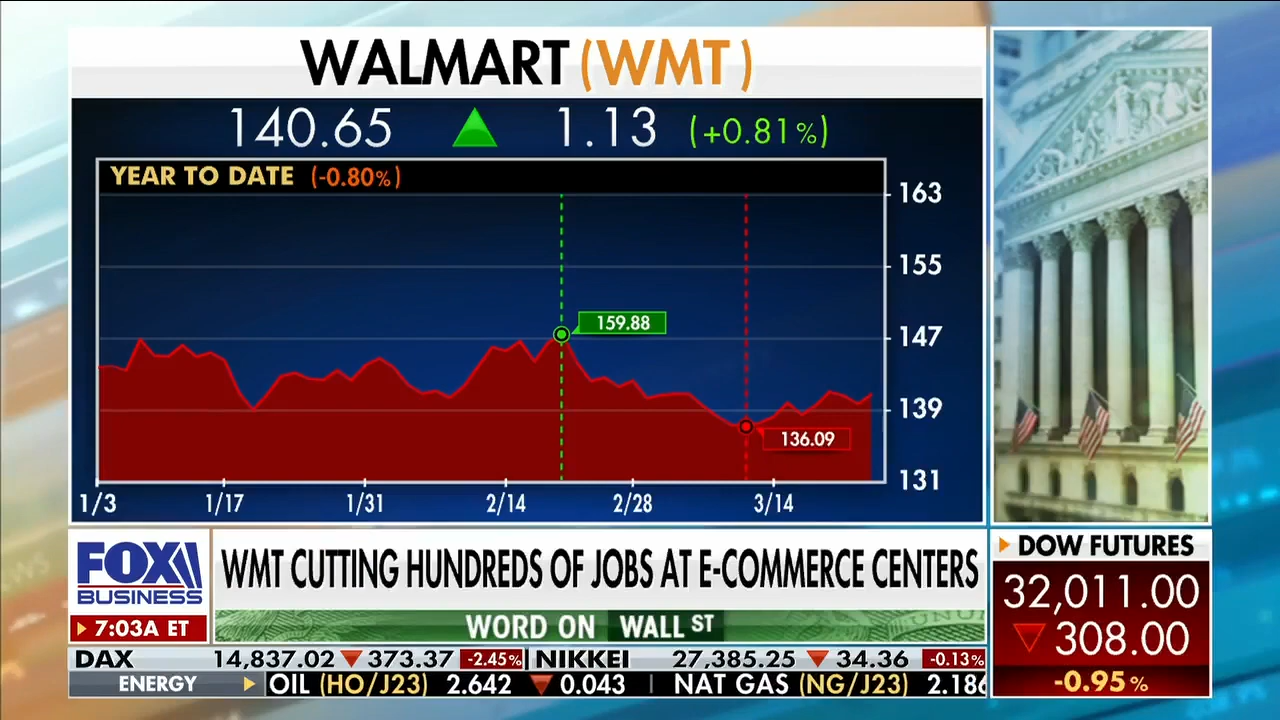 WALMART (WMT)
140.65 ▲ 1.13 (+0.81%)
YEAR TO DATE (-0.80%)
163
155
147
139
131
159.88
136.09
1/3 1/17 1/31 2/14 2/28 3/14
FOX BUSINESS
7:03A ET
WMT CUTTING HUNDREDS OF JOBS AT E-COMMERCE CENTERS
WORD ON WALL ST
DOW FUTURES
32,011.00
▼ 308.00
-0.95%
DAX 14,837.02 ▼ 373.37 -2.45% NIKKEI 27,385.25 ▼ 34.36 -0.13%
ENERGY OIL (HO/J23) 2.642 ▼ 0.043 | NAT GAS (NG/J23) 2.186